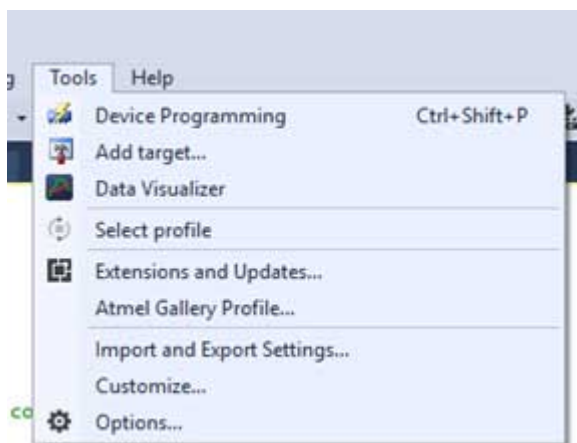 Tools Help
Device Programming Ctrl+Shift+P
Add target...
Data Visualizer
Select profile
Extensions and Updates...
Atmel Gallery Profile...
Import and Export Settings...
Customize...
co
Options...